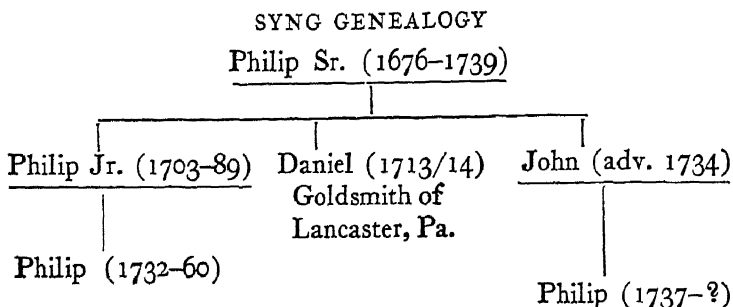 SYNG GENEALOGY
Philip Sr. (1676–1739)
Philip Jr. (1703–89) Daniel (1713/14) John (adv. 1734)
Goldsmith of
Lancaster, Pa.
Philip (1732–60)
Philip (1737–?)